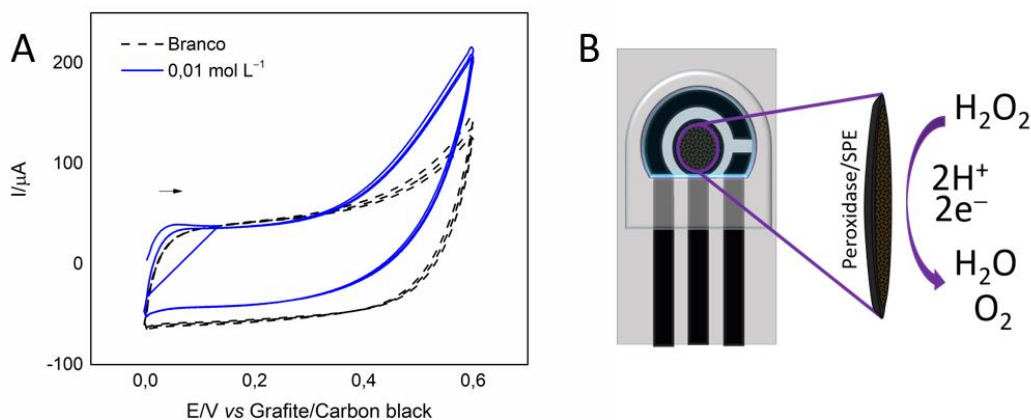 A
Branco
0,01 mol L⁻¹
I/µA
200
100
0
-100
0,0
0,2
0,4
0,6
E/V vs Grafite/Carbon black
B
Peroxidase/SPE
H₂O₂
2H⁺
2e⁻
H₂O
O₂